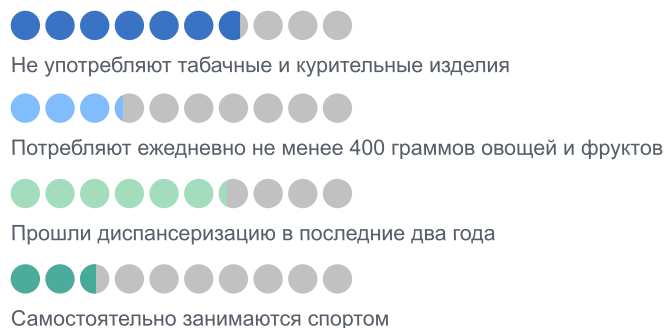 Не употребляют табачные и курительные изделия
Потребляют ежедневно не менее 400 граммов овощей и фруктов
Прошли диспансеризацию в последние два года
Самостоятельно занимаются спортом